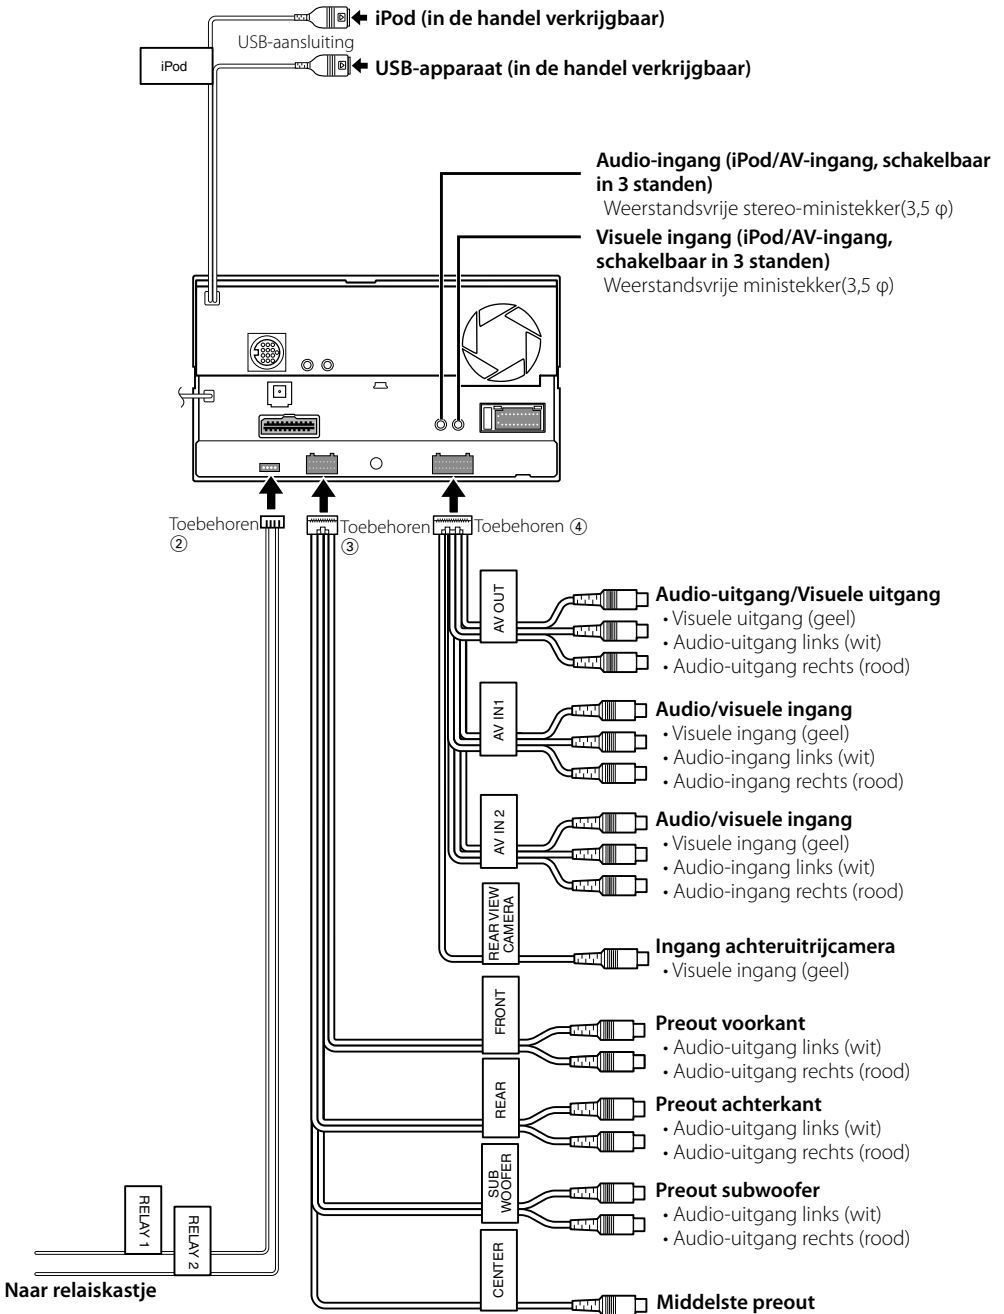 iPod (in de handel verkrijgbaar)
USB-aansluiting
iPod
USB-apparaat (in de handel verkrijgbaar)
Audio-ingang (iPod/AV-ingang, schakelbaar
in 3 standen)
Weerstandsvrije stereo-ministekker(3,5 φ)
Visuele ingang (iPod/AV-ingang,
schakelbaar in 3 standen)
Weerstandsvrije ministekker(3,5 φ)
Toebehoren
②
Toebehoren
③
Toebehoren ④
AV OUT
Audio-uitgang/Visuele uitgang
• Visuele uitgang (geel)
• Audio-uitgang links (wit)
• Audio-uitgang rechts (rood)
AV IN1
Audio/visuele ingang
• Visuele ingang (geel)
• Audio-ingang links (wit)
• Audio-ingang rechts (rood)
AV IN 2
Audio/visuele ingang
• Visuele ingang (geel)
• Audio-ingang links (wit)
• Audio-ingang rechts (rood)
REAR VIEW
CAMERA
Ingang achteruitrijcamera
• Visuele ingang (geel)
FRONT
Preout voorkant
• Audio-uitgang links (wit)
• Audio-uitgang rechts (rood)
REAR
Preout achterkant
• Audio-uitgang links (wit)
• Audio-uitgang rechts (rood)
SUB
WOOFER
Preout subwoofer
• Audio-uitgang links (wit)
• Audio-uitgang rechts (rood)
RELAY 1
RELAY 2
Naar relaiskastje
CENTER
Middelste preout